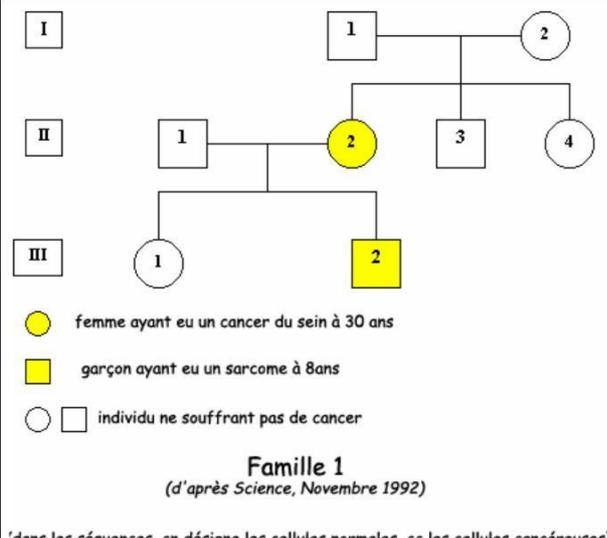 I 1 2
II 1 2 3 4
III 1 2
femme ayant eu un cancer du sein à 30 ans
garçon ayant eu un sarcome à 8ans
individu ne souffrant pas de cancer
Famille 1
(d'après Science, Novembre 1992)